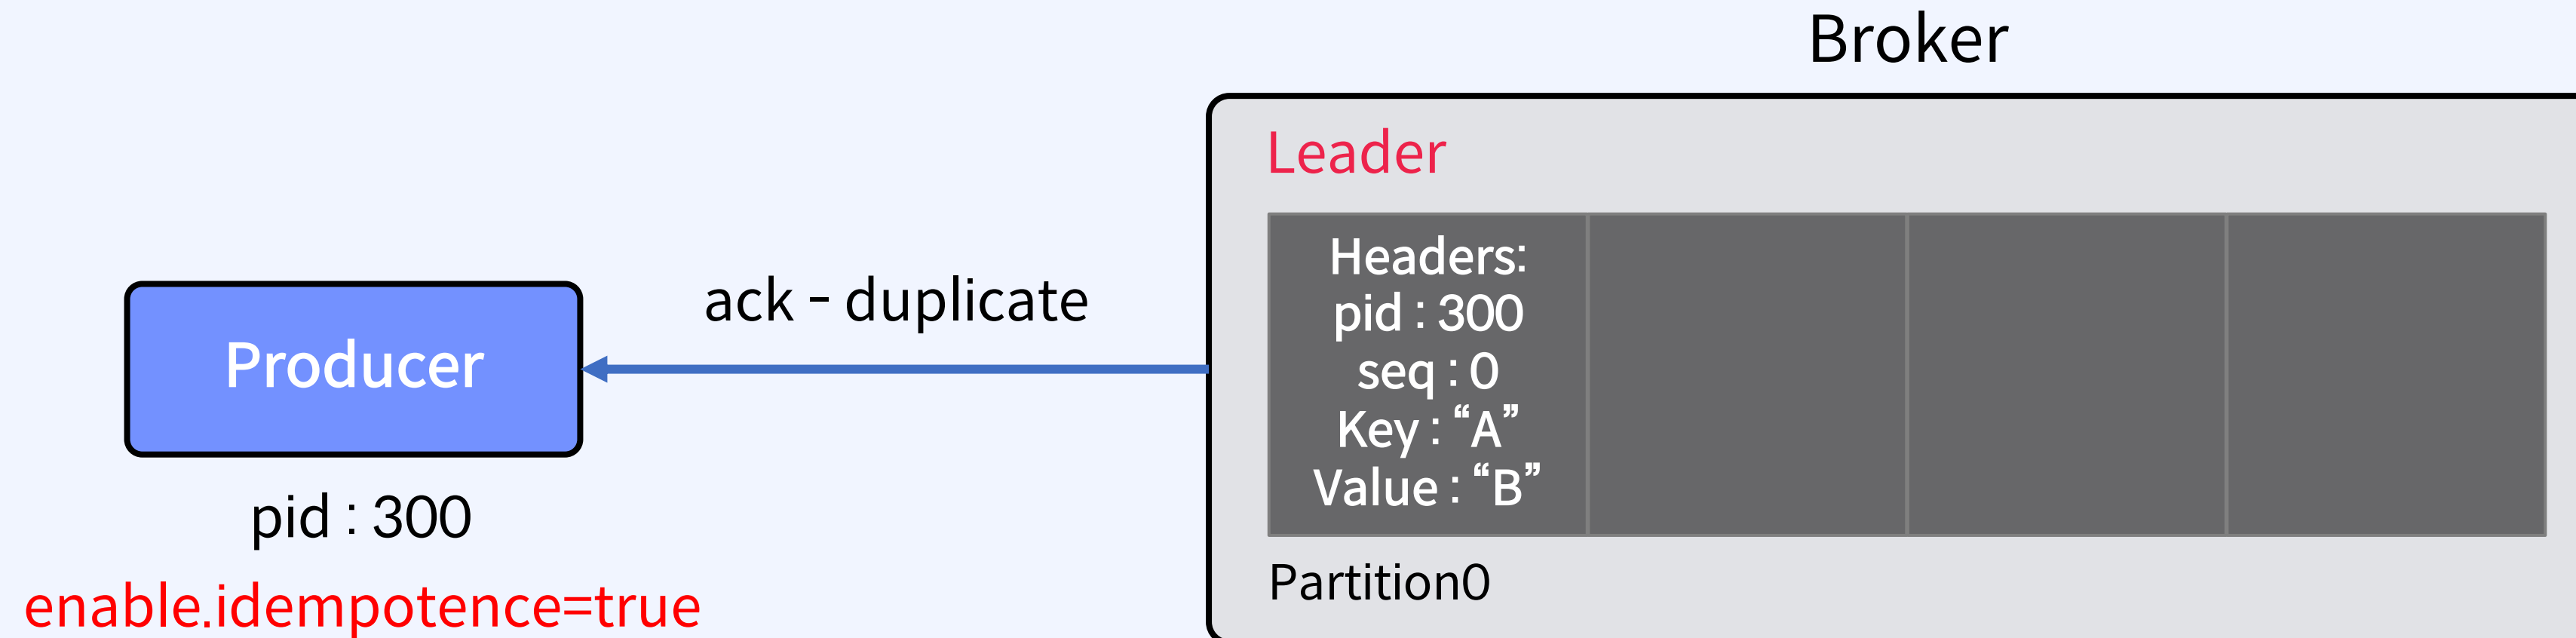 Broker
Leader
Headers:
pid : 300
seq : 0
Key : “A”
Value : “B”
Partition0
ack - duplicate
Producer
pid : 300
enable.idempotence=true